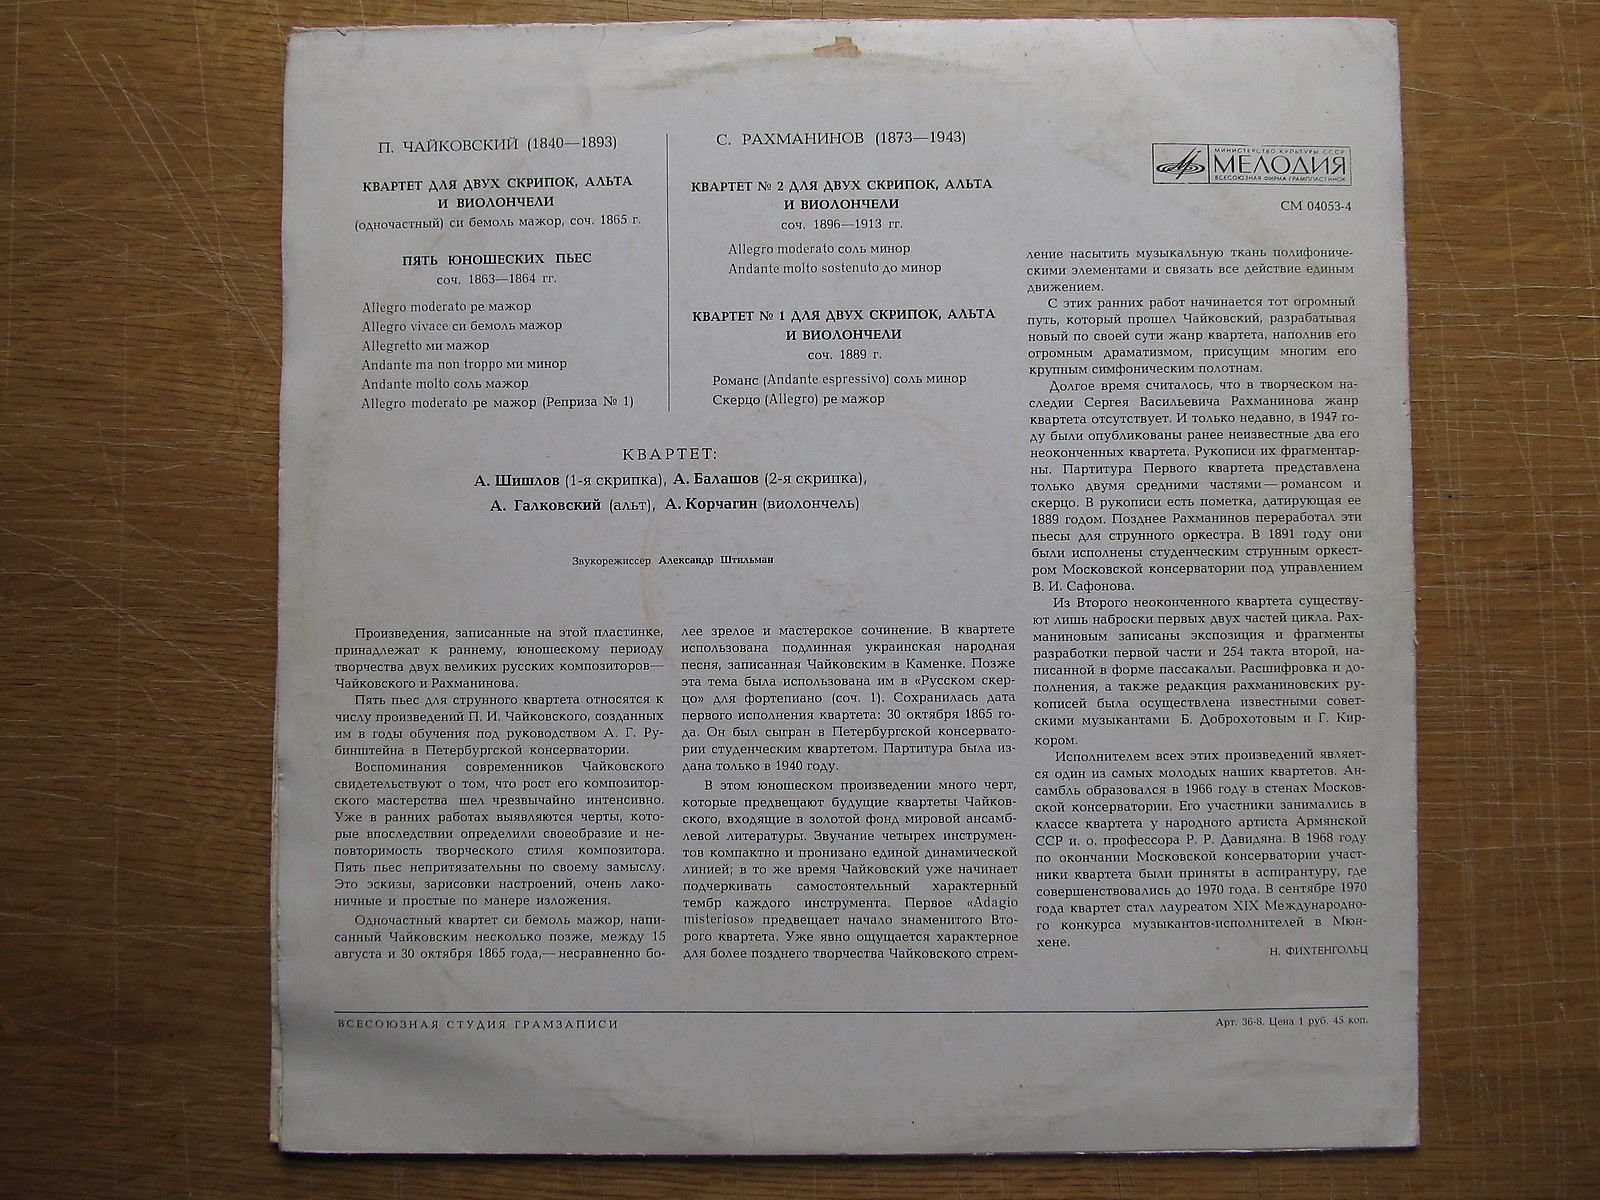 П. ЧАЙКОВСКИЙ (1840—1893)
КВАРТЕТ ДЛЯ ДВУХ СКРИПОК, АЛЬТА
И ВИОЛОНЧЕЛИ
(одночастный) си бемоль мажор, соч. 1865 г.
ПЯТЬ ЮНОШЕСКИХ ПЬЕС
соч. 1863—1864 гг.
Allegro moderato ре мажор
Allegro vivace си бемоль мажор
Allegretto ми мажор
Andante ma non troppo ми минор
Andante molto соль мажор
Allegro moderato ре мажор (Реприза № 1)
С. РАХМАНИНОВ (1873—1943)
КВАРТЕТ № 2 ДЛЯ ДВУХ СКРИПОК, АЛЬТА
И ВИОЛОНЧЕЛИ
соч. 1896—1913 гг.
Allegro moderato соль минор
Andante molto sostenuto до минор
КВАРТЕТ № 1 ДЛЯ ДВУХ СКРИПОК, АЛЬТА
И ВИОЛОНЧЕЛИ
соч. 1889 г.
Романс (Andante espressivo) соль минор
Скерцо (Allegro) ре мажор
МИНИСТЕРСТВО КУЛЬТУРЫ СССР
МЕЛОДИЯ
ВСЕСОЮЗНАЯ ФИРМА ГРАМПЛАСТИНОК
СМ 04053-4
КВАРТЕТ:
А. Шишлов (1-я скрипка), А. Балашов (2-я скрипка),
А. Галковский (альт), А. Корчагин (виолончель)
Звукорежиссер Александр Штильман
Произведения, записанные на этой пластинке,
принадлежат к раннему, юношескому периоду
творчества двух великих русских композиторов—
Чайковского и Рахманинова.
Пять пьес для струнного квартета относятся к
числу произведений П. И. Чайковского, созданных
им в годы обучения под руководством А. Г. Ру-
бинштейна в Петербургской консерватории.
Воспоминания современников Чайковского
свидетельствуют о том, что рост его композитор-
ского мастерства шел чрезвычайно интенсивно.
Уже в ранних работах выявляются черты, кото-
рые впоследствии определили своеобразие и не-
повторимость творческого стиля композитора.
Пять пьес непритязательны по своему замыслу.
Это эскизы, зарисовки настроений, очень лако-
ничные и простые по манере изложения.
Одночастный квартет си бемоль мажор, напи-
санный Чайковским несколько позже, между 15
августа и 30 октября 1865 года,— несравненно бо-
лее зрелое и мастерское сочинение. В квартете
использована подлинная украинская народная
песня, записанная Чайковским в Каменке. Позже
эта тема была использована им в «Русском скер-
цо» для фортепиано (соч. 1). Сохранилась дата
первого исполнения квартета: 30 октября 1865 го-
да. Он был сыгран в Петербургской консервато-
рии студенческим квартетом. Партитура была из-
дана только в 1940 году.
В этом юношеском произведении много черт,
которые предвещают будущие квартеты Чайков-
ского, входящие в золотой фонд мировой ансамб-
левой литературы. Звучание четырех инструмен-
тов компактно и пронизано единой динамической
линией; в то же время Чайковский уже начинает
подчеркивать самостоятельный характерный
тембр каждого инструмента. Первое «Adagio
misterioso» предвещает начало знаменитого Вто-
рого квартета. Уже явно ощущается характерное
для более позднего творчества Чайковского стрем-
ление насытить музыкальную ткань полифониче-
скими элементами и связать все действие единым
движением.
С этих ранних работ начинается тот огромный
путь, который прошел Чайковский, разрабатывая
новый по своей сути жанр квартета, наполнив его
огромным драматизмом, присущим многим его
крупным симфоническим полотнам.
Долгое время считалось, что в творческом на-
следии Сергея Васильевича Рахманинова жанр
квартета отсутствует. И только недавно, в 1947 го-
ду были опубликованы ранее неизвестные два его
неоконченных квартета. Рукописи их фрагментар-
ны. Партитура Первого квартета представлена
только двумя средними частями — романсом и
скерцо. В рукописи есть пометка, датирующая ее
1889 годом. Позднее Рахманинов переработал эти
пьесы для струнного оркестра. В 1891 году они
были исполнены студенческим струнным оркест-
ром Московской консерватории под управлением
В. И. Сафонова.
Из Второго неоконченного квартета существу-
ют лишь наброски первых двух частей цикла. Рах-
маниновым записаны экспозиция и фрагменты
разработки первой части и 254 такта второй, на-
писанной в форме пассакальи. Расшифровка и до-
полнения, а также редакция рахманиновских ру-
кописей была осуществлена известными совет-
скими музыкантами Б. Доброхотовым и Г. Кир-
кором.
Исполнителем всех этих произведений являет-
ся один из самых молодых наших квартетов. Ан-
самбль образовался в 1966 году в стенах Москов-
ской консерватории. Его участники занимались в
классе квартета у народного артиста Армянской
ССР и. о. профессора Р. Р. Давидяна. В 1968 году
по окончании Московской консерватории участ-
ники квартета были приняты в аспирантуру, где
совершенствовались до 1970 года. В сентябре 1970
года квартет стал лауреатом XIX Международно-
го конкурса музыкантов-исполнителей в Мюн-
хене.
Н. ФИХТЕНГОЛЬЦ
ВСЕСОЮЗНАЯ СТУДИЯ ГРАМЗАПИСИ
Арт. 36-8. Цена 1 руб. 45 коп.